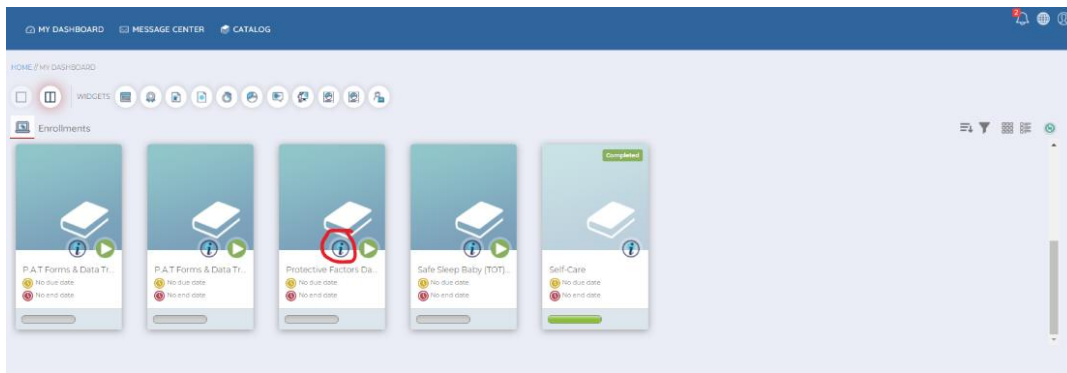 2
MY DASHBOARD MESSAGE CENTER CATALOG
HOME // MY DASHBOARD
WIDGETS
Enrollments
Completed
P.A.T Forms & Data Tr...
No due date
No end date
P.A.T Forms & Data Tr...
No due date
No end date
Protective Factors Da...
No due date
No end date
Safe Sleep Baby (TOT)...
No due date
No end date
Self-Care
No due date
No end date